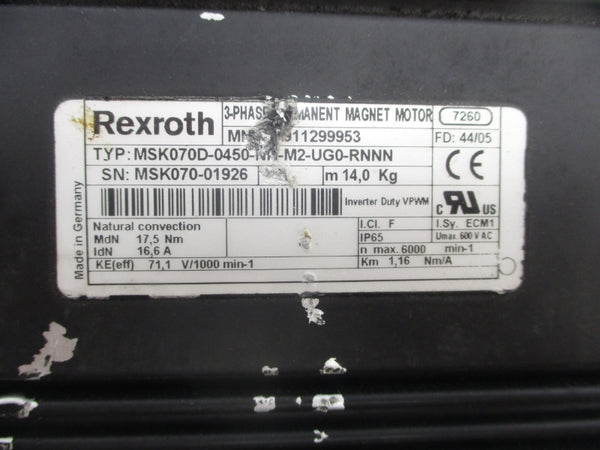 Rexroth
3-PHASE PERMANENT MAGNET MOTOR
7260
911299953
FD: 44/05
TYP: MSK070D-0450-NN-M2-UG0-RNNN
SN: MSK070-01926
m 14,0 Kg
Inverter Duty VPWM
C US
Made in Germany
Natural convection
MdN 17,5 Nm
IdN 16,6 A
KE(eff) 71,1 V/1000 min-1
I.Cl. F
I.Sy. ECM1
IP65
Umax. 600 V AC
n max. 6000 min-1
Km 1,16 Nm/A